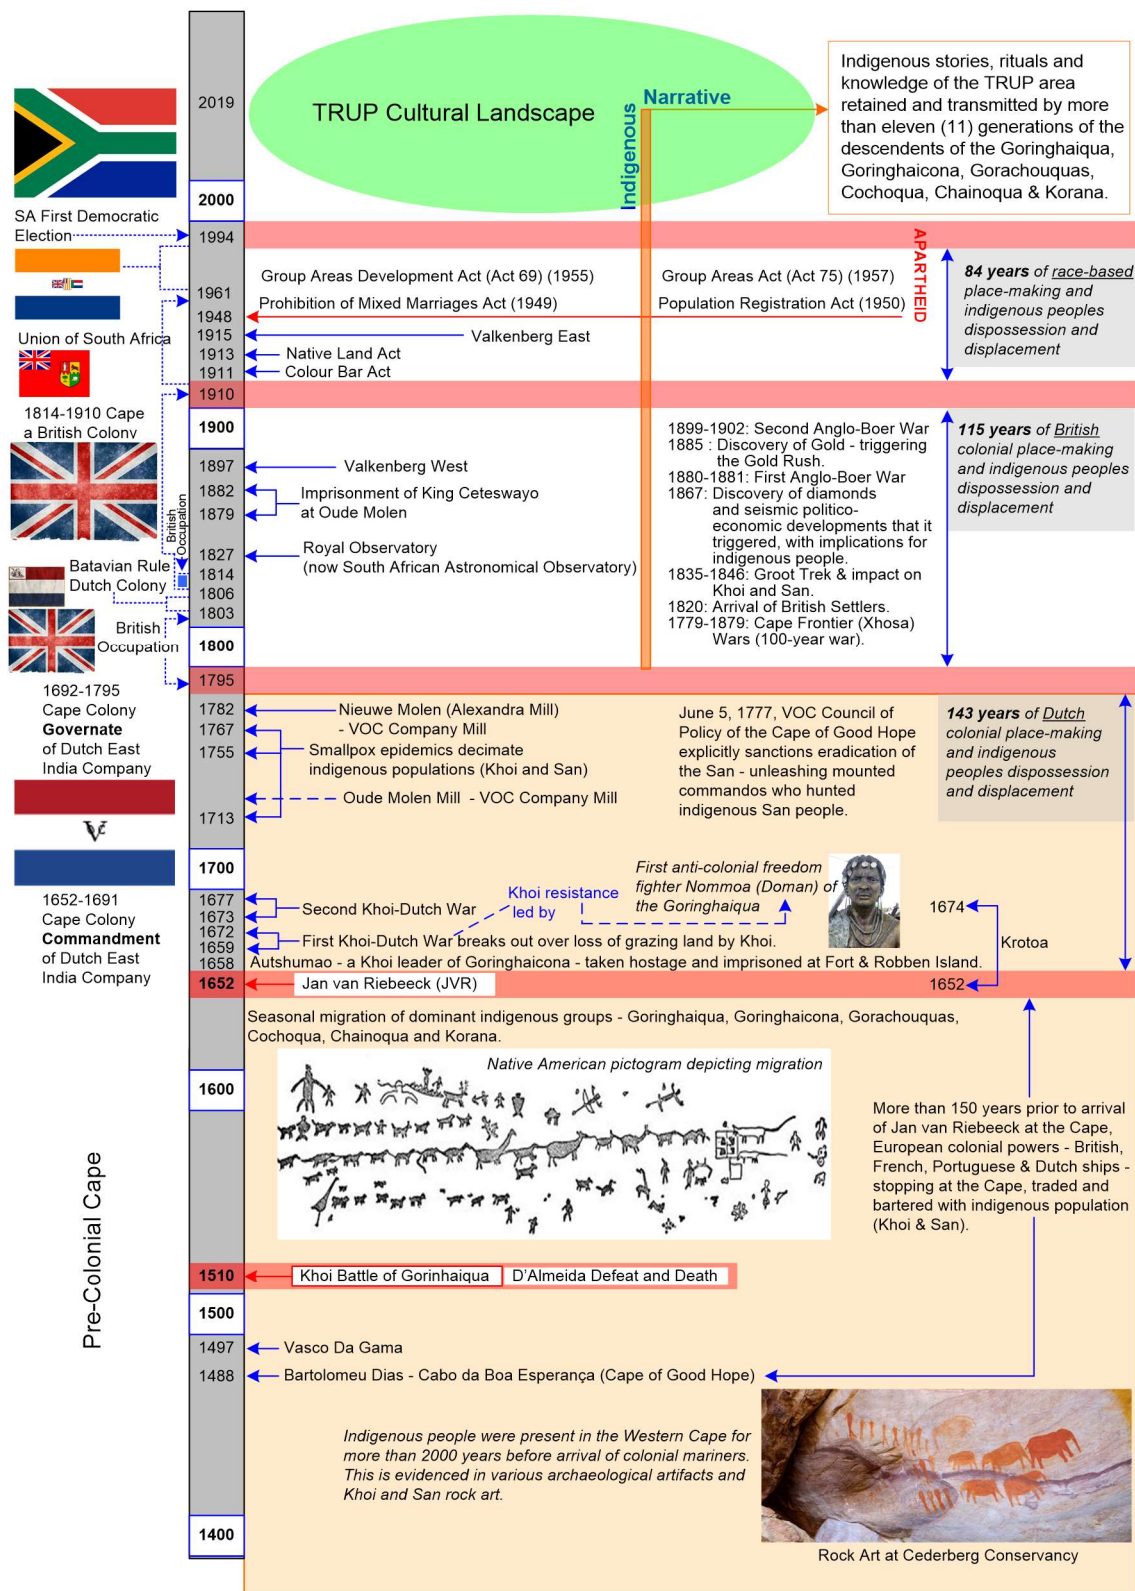 2019
TRUP Cultural Landscape
Indigenous
Narrative
Indigenous stories, rituals and
knowledge of the TRUP area
retained and transmitted by more
than eleven (11) generations of the
descendents of the Goringhaiqua,
Goringhaicona, Gorachouquas,
Cochoqua, Chainoqua & Korana.
2000
SA First Democratic
Election
1994
APARTHEID
Group Areas Development Act (Act 69) (1955)
Group Areas Act (Act 75) (1957)
1961
Prohibition of Mixed Marriages Act (1949)
Population Registration Act (1950)
1948
84 years of race-based
place-making and
indigenous peoples
dispossession and
displacement
1915
Valkenberg East
Union of South Africa
1913
Native Land Act
1911
Colour Bar Act
1910
1814-1910 Cape
a British Colony
1900
1899-1902: Second Anglo-Boer War
1885 : Discovery of Gold - triggering
the Gold Rush.
1880-1881: First Anglo-Boer War
1867: Discovery of diamonds
and seismic politico-
economic developments that it
triggered, with implications for
indigenous people.
1835-1846: Groot Trek & impact on
Khoi and San.
1820: Arrival of British Settlers.
1779-1879: Cape Frontier (Xhosa)
Wars (100-year war).
115 years of British
colonial place-making
and indigenous peoples
dispossession and
displacement
1897
Valkenberg West
1882
Imprisonment of King Ceteswayo
at Oude Molen
1879
British
Occupation
1827
Royal Observatory
(now South African Astronomical Observatory)
Batavian Rule
Dutch Colony
1814
1806
1803
British
Occupation
1800
1795
1692-1795
Cape Colony
Governate
of Dutch East
India Company
1782
Nieuwe Molen (Alexandra Mill)
- VOC Company Mill
1767
1755
Smallpox epidemics decimate
indigenous populations (Khoi and San)
Oude Molen Mill - VOC Company Mill
1713
June 5, 1777, VOC Council of
Policy of the Cape of Good Hope
explicitly sanctions eradication of
the San - unleashing mounted
commandos who hunted
indigenous San people.
143 years of Dutch
colonial place-making
and indigenous
peoples dispossession
and displacement
1700
1652-1691
Cape Colony
Commandment
of Dutch East
India Company
First anti-colonial freedom
fighter Nommoa (Doman) of
the Goringhaiqua
Khoi resistance
led by
1677
1673
Second Khoi-Dutch War
1672
1659
First Khoi-Dutch War breaks out over loss of grazing land by Khoi.
1674
Krotoa
1652
1658
Autshumao - a Khoi leader of Goringhaicona - taken hostage and imprisoned at Fort & Robben Island.
1652
Jan van Riebeeck (JVR)
Seasonal migration of dominant indigenous groups - Goringhaiqua, Goringhaicona, Gorachouquas,
Cochoqua, Chainoqua and Korana.
Native American pictogram depicting migration
1600
More than 150 years prior to arrival
of Jan van Riebeeck at the Cape,
European colonial powers - British,
French, Portuguese & Dutch ships -
stopping at the Cape, traded and
bartered with indigenous population
(Khoi & San).
Pre-Colonial Cape
1510
Khoi Battle of Gorinhaiqua
D'Almeida Defeat and Death
1500
1497
Vasco Da Gama
1488
Bartolomeu Dias - Cabo da Boa Esperança (Cape of Good Hope)
Indigenous people were present in the Western Cape for
more than 2000 years before arrival of colonial mariners.
This is evidenced in various archaeological artifacts and
Khoi and San rock art.
1400
Rock Art at Cederberg Conservancy